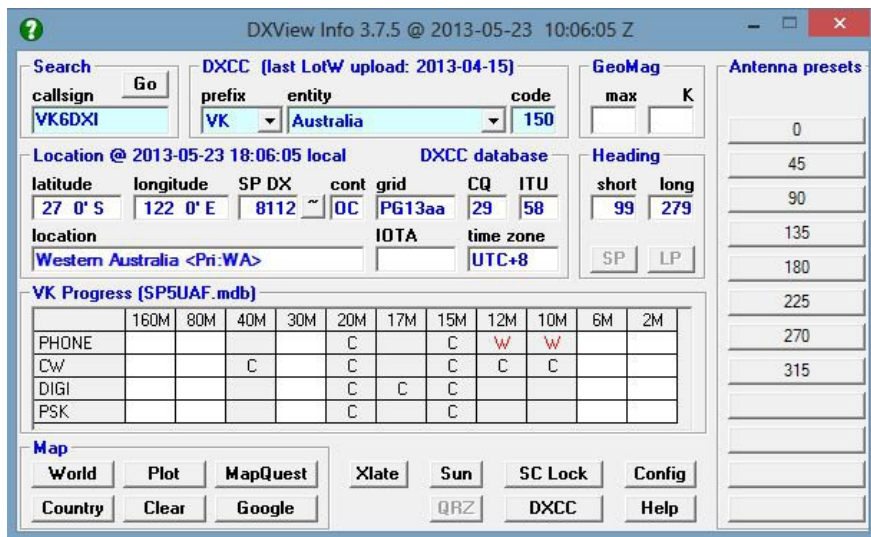 DXView Info 3.7.5 @ 2013-05-23 10:06:05 Z
Search
callsign Go
VK6DXI
DXCC (last LotW upload: 2013-04-15)
prefix entity code
VK Australia 150
GeoMag
max K
Antenna presets
0
45
90
135
180
225
270
315
Location @ 2013-05-23 18:06:05 local DXCC database
latitude longitude SP DX cont grid CQ ITU
27 0' S 122 0' E 8112 ~ OC PG13aa 29 58
location IOTA time zone
Western Australia <Pri:WA> UTC+8
Heading
short long
99 279
SP LP
VK Progress (SP5UAF.mdb)
160M 80M 40M 30M 20M 17M 15M 12M 10M 6M 2M
PHONE C C W W
CW C C C C C
DIGI C C C
PSK C C
Map
World Plot MapQuest Xlate Sun SC Lock Config
Country Clear Google QRZ DXCC Help